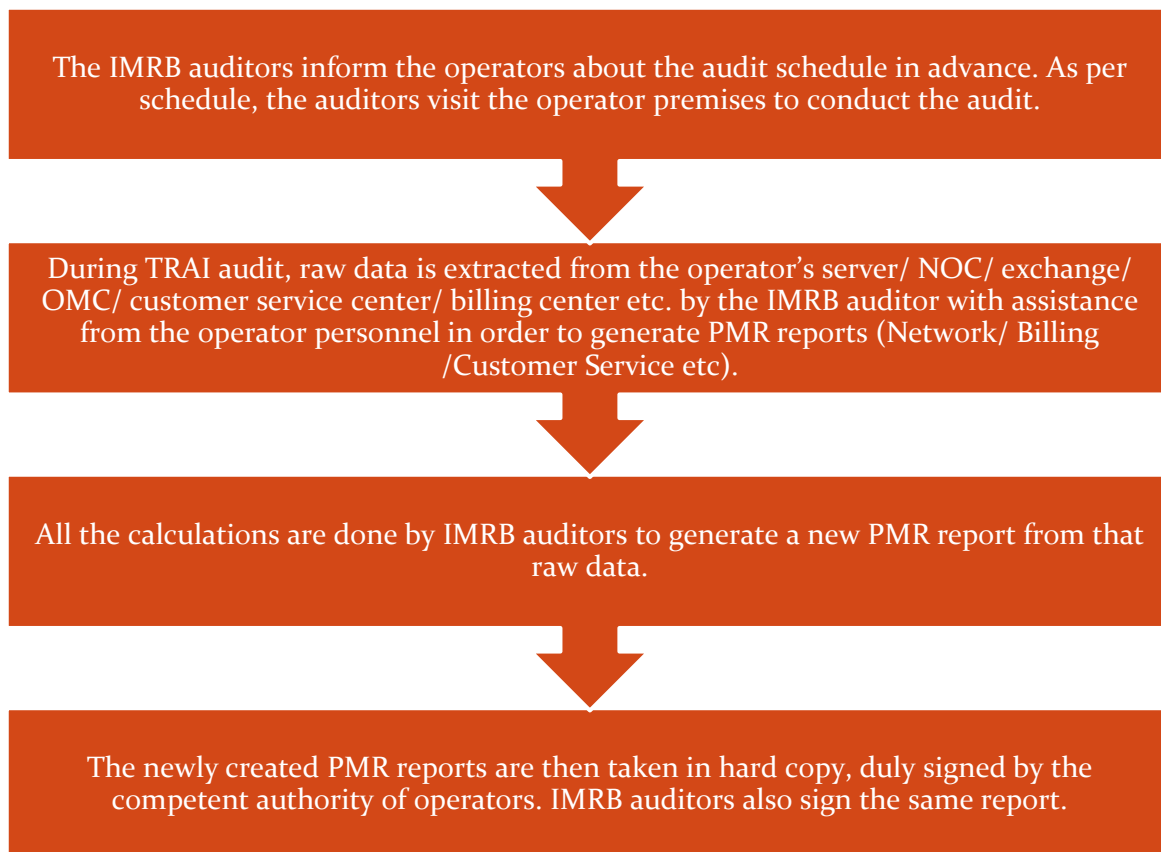 The IMRB auditors inform the operators about the audit schedule in advance. As per
schedule, the auditors visit the operator premises to conduct the audit.
During TRAI audit, raw data is extracted from the operator's server/ NOC/ exchange/
OMC/ customer service center/ billing center etc. by the IMRB auditor with assistance
from the operator personnel in order to generate PMR reports (Network/ Billing
/Customer Service etc).
All the calculations are done by IMRB auditors to generate a new PMR report from that
raw data.
The newly created PMR reports are then taken in hard copy, duly signed by the
competent authority of operators. IMRB auditors also sign the same report.